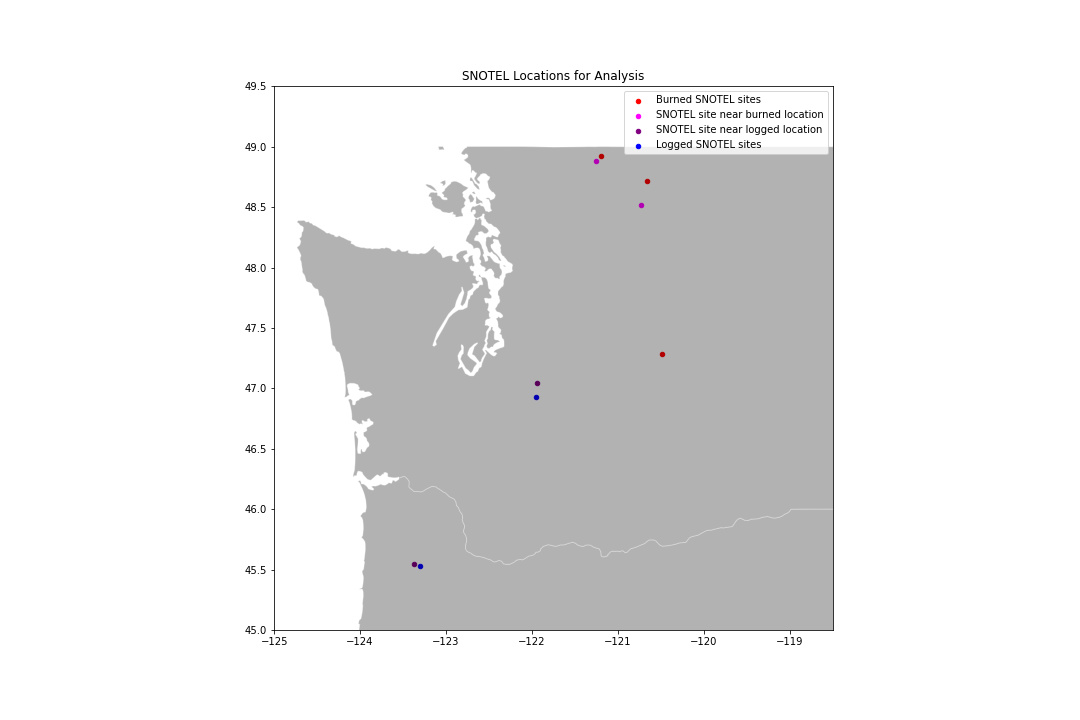 SNOTEL Locations for Analysis
49.5
Burned SNOTEL sites
SNOTEL site near burned location
SNOTEL site near logged location
Logged SNOTEL sites
49.0
48.5
48.0
47.5
47.0
46.5
46.0
45.5
45.0
−125 −124 −123 −122 −121 −120 −119